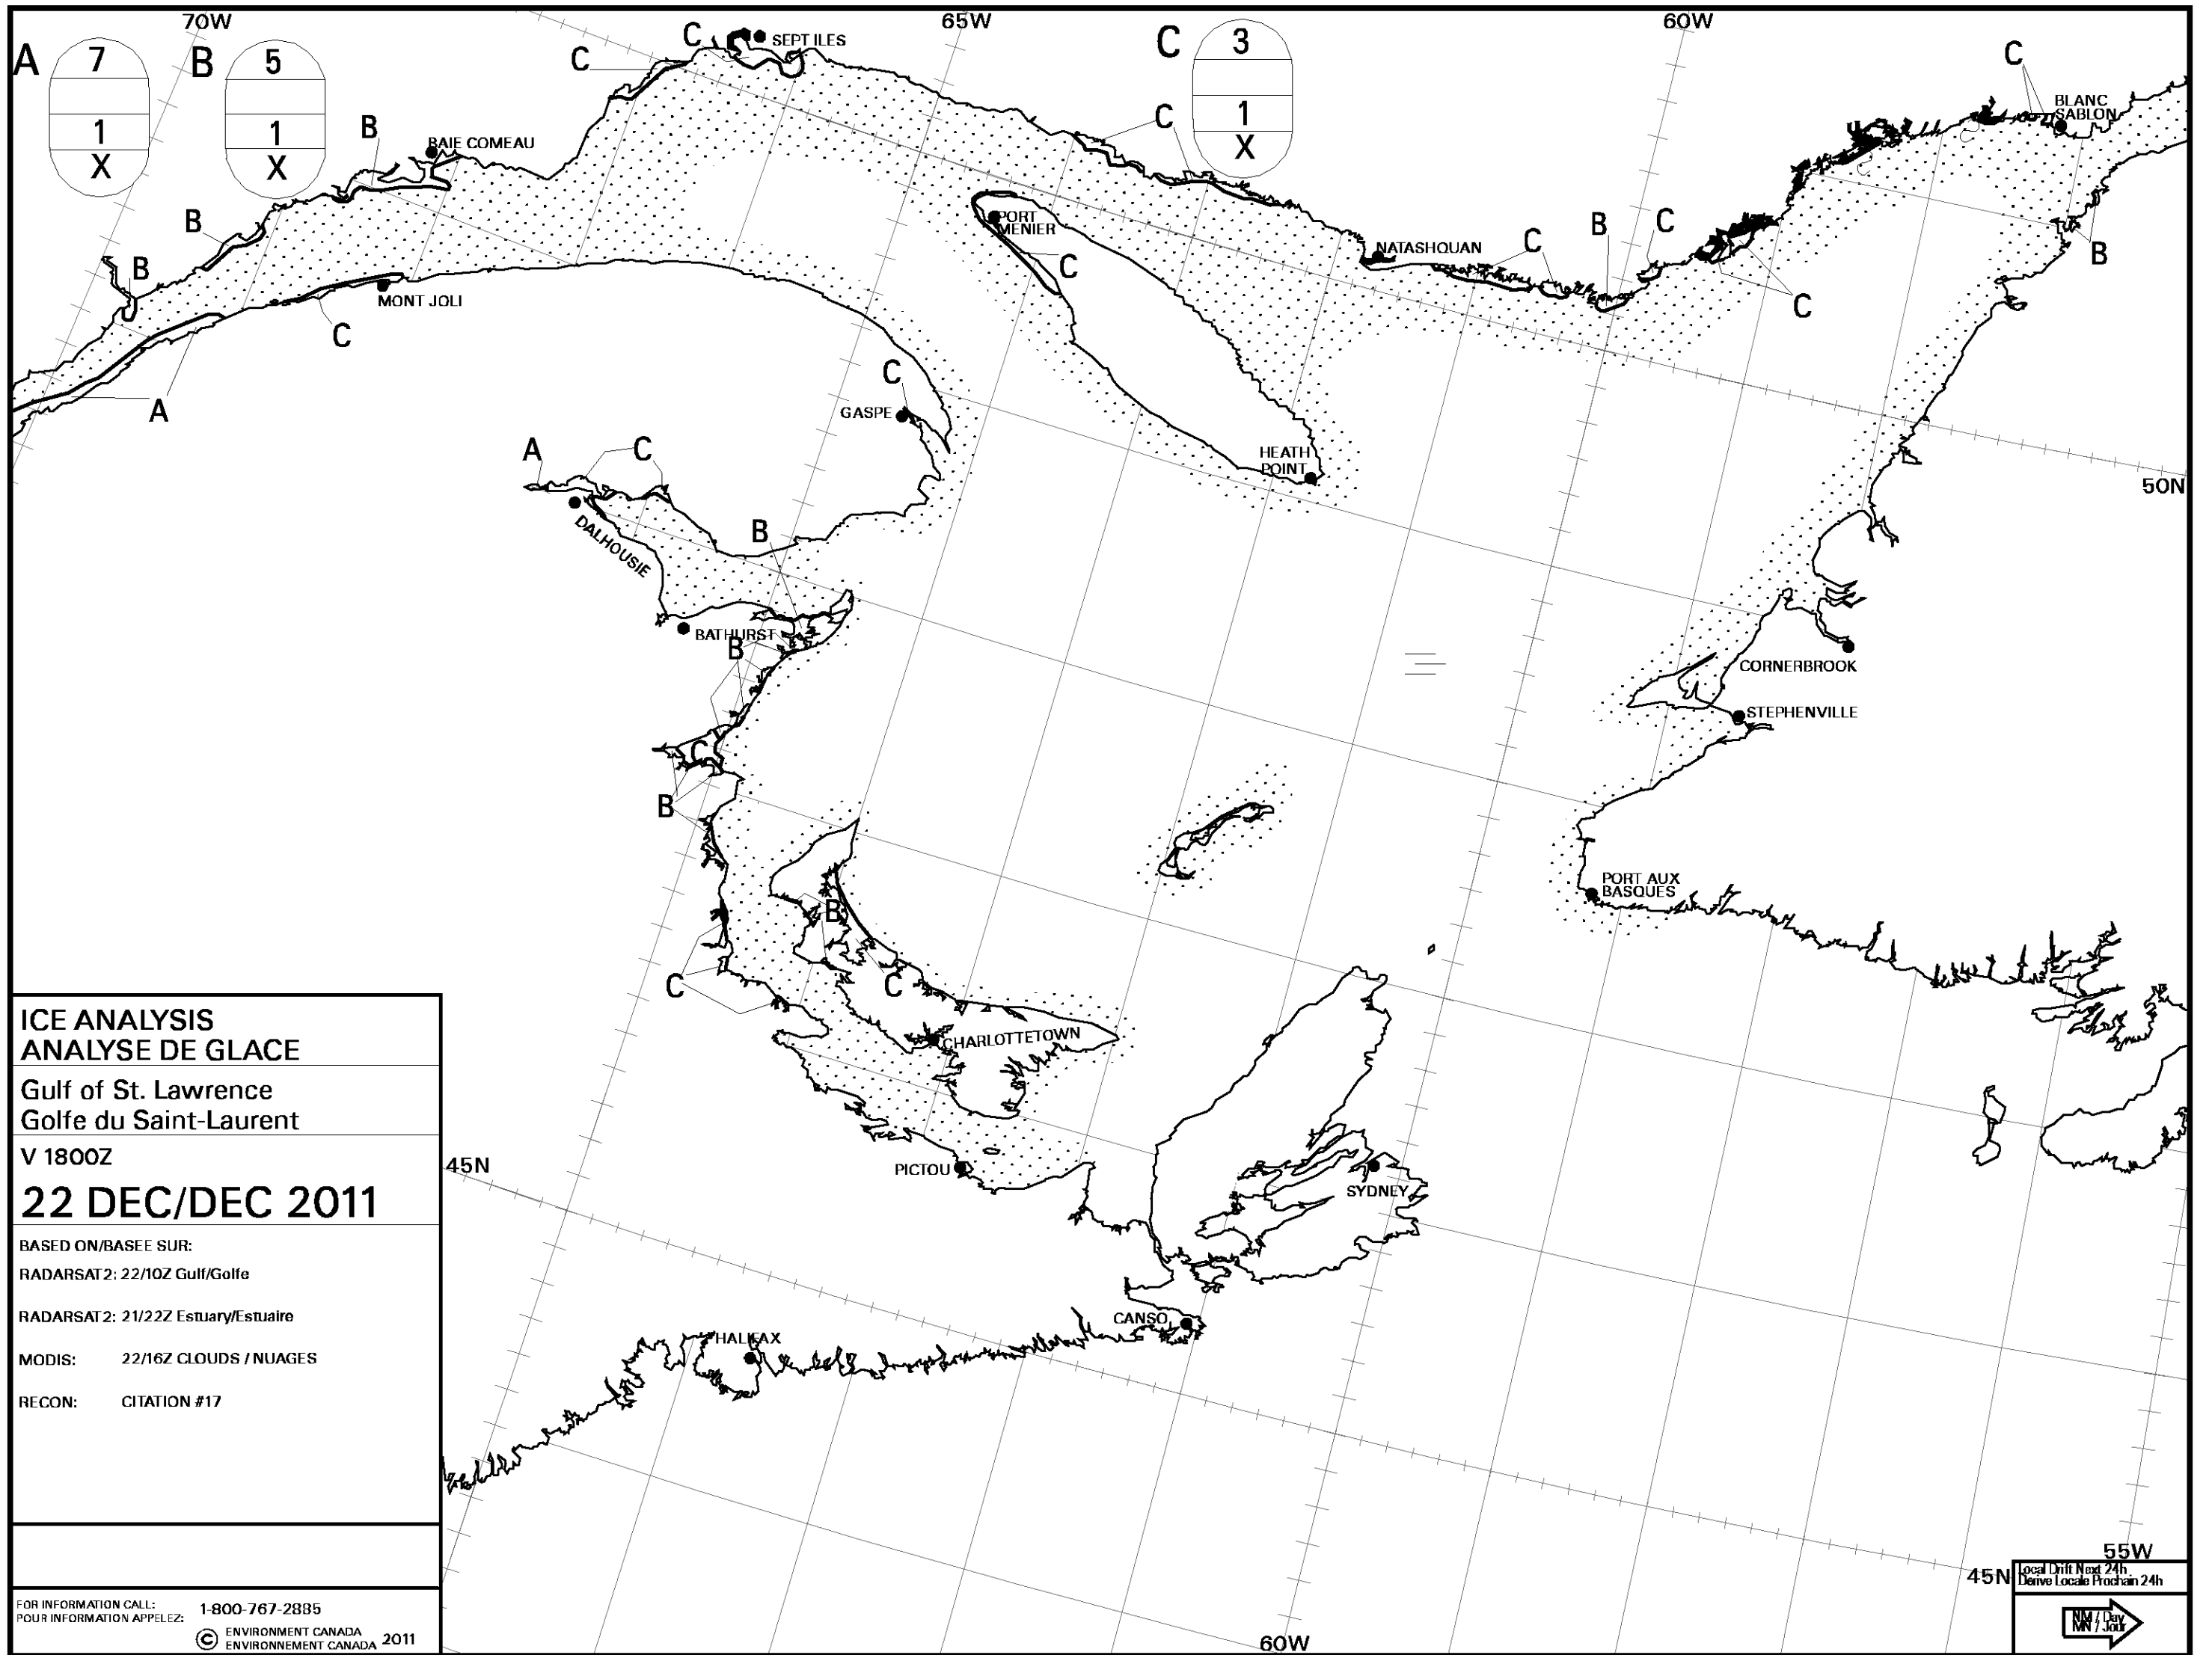 70W
65W
60W
A
7
1
X
B
5
1
X
C
3
1
X
C
SEPT ILES
C
C
BLANC
SABLON
C
B
BAIE COMEAU
B
B
PORT
MENIER
C
NATASHQUAN
C
B
C
B
C
MONT JOLI
C
A
C
GASPE
50N
A
C
HEATH
POINT
DALHOUSIE
B
BATHURST
B
CORNERBROOK
STEPHENVILLE
C
B
PORT AUX
BASQUES
B
C
C
CHARLOTTETOWN
PICTOU
45N
SYDNEY
CANSO
HALIFAX
ICE ANALYSIS
ANALYSE DE GLACE
Gulf of St. Lawrence
Golfe du Saint-Laurent
V 1800Z
22 DEC/DEC 2011
BASED ON/BASEE SUR:
RADARSAT2: 22/10Z Gulf/Golfe
RADARSAT2: 21/22Z Estuary/Estuaire
MODIS: 22/16Z CLOUDS / NUAGES
RECON: CITATION #17
FOR INFORMATION CALL:
POUR INFORMATION APPELEZ:
1-800-767-2885
© ENVIRONMENT CANADA
ENVIRONNEMENT CANADA 2011
60W
55W
45N
Local Drift Next 24h
Dérive Locale Prochain 24h
NM / Day
MN / Jour